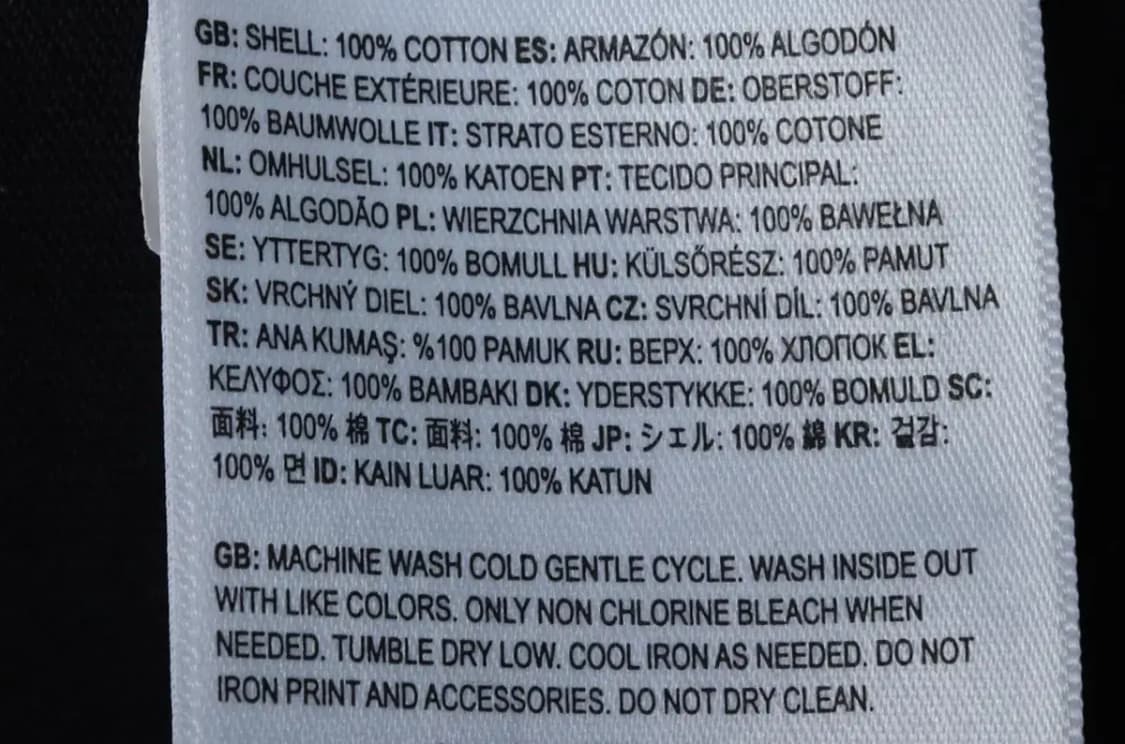 GB: SHELL: 100% COTTON ES: ARMAZÓN: 100% ALGODÓN
FR: COUCHE EXTÉRIEURE: 100% COTON DE: OBERSTOFF:
100% BAUMWOLLE IT: STRATO ESTERNO: 100% COTONE
NL: OMHULSEL: 100% KATOEN PT: TECIDO PRINCIPAL:
100% ALGODÃO PL: WIERZCHNIA WARSTWA: 100% BAWEŁNA
SE: YTTERTYG: 100% BOMULL HU: KÜLSŐRÉSZ: 100% PAMUT
SK: VRCHNÝ DIEL: 100% BAVLNA CZ: SVRCHNÍ DÍL: 100% BAVLNA
TR: ANA KUMAŞ: %100 PAMUK RU: ВЕРХ: 100% ХЛОПОК EL:
ΚΕΛΥΦΟΣ: 100% ΒΑΜΒΑΚΙ DK: YDERSTYKKE: 100% BOMULD SC:
面料: 100% 棉 TC: 面料: 100% 棉 JP: シェル: 100% 綿 KR: 겉감:
100% 면 ID: KAIN LUAR: 100% KATUN
GB: MACHINE WASH COLD GENTLE CYCLE. WASH INSIDE OUT
WITH LIKE COLORS. ONLY NON CHLORINE BLEACH WHEN
NEEDED. TUMBLE DRY LOW. COOL IRON AS NEEDED. DO NOT
IRON PRINT AND ACCESSORIES. DO NOT DRY CLEAN.